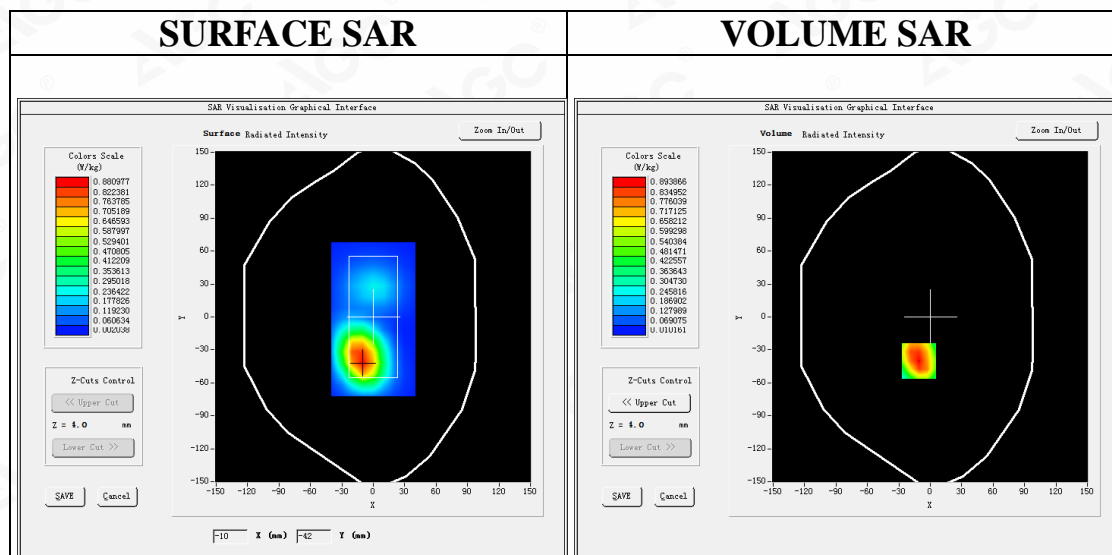 SURFACE SAR
VOLUME SAR
SAR Visualisation Graphical Interface
Surface Radiated Intensity
Zoom In/Out
Colors Scale
(W/kg)
0.880977
0.822381
0.763785
0.705189
0.646593
0.587997
0.529401
0.470805
0.412209
0.353613
0.295018
0.236422
0.177826
0.119230
0.060634
0.002038
150
120
90
60
30
0
-30
-60
-90
-120
-150
Y
-150 -120 -90 -60 -30 0 30 60 90 120 150
X
Z-Cuts Control
<< Upper Cut
Z = 4.0 mm
Lower Cut >>
SAVE Cancel
-10 X (mm) -42 Y (mm)
SAR Visualisation Graphical Interface
Volume Radiated Intensity
Zoom In/Out
Colors Scale
(W/kg)
0.893866
0.834952
0.776039
0.717125
0.658212
0.599298
0.540384
0.481471
0.422557
0.363643
0.304730
0.245816
0.186902
0.127989
0.069075
0.010161
150
120
90
60
30
0
-30
-60
-90
-120
-150
Y
-150 -120 -90 -60 -30 0 30 60 90 120 150
X
Z-Cuts Control
<< Upper Cut
Z = 4.0 mm
Lower Cut >>
SAVE Cancel
AGC